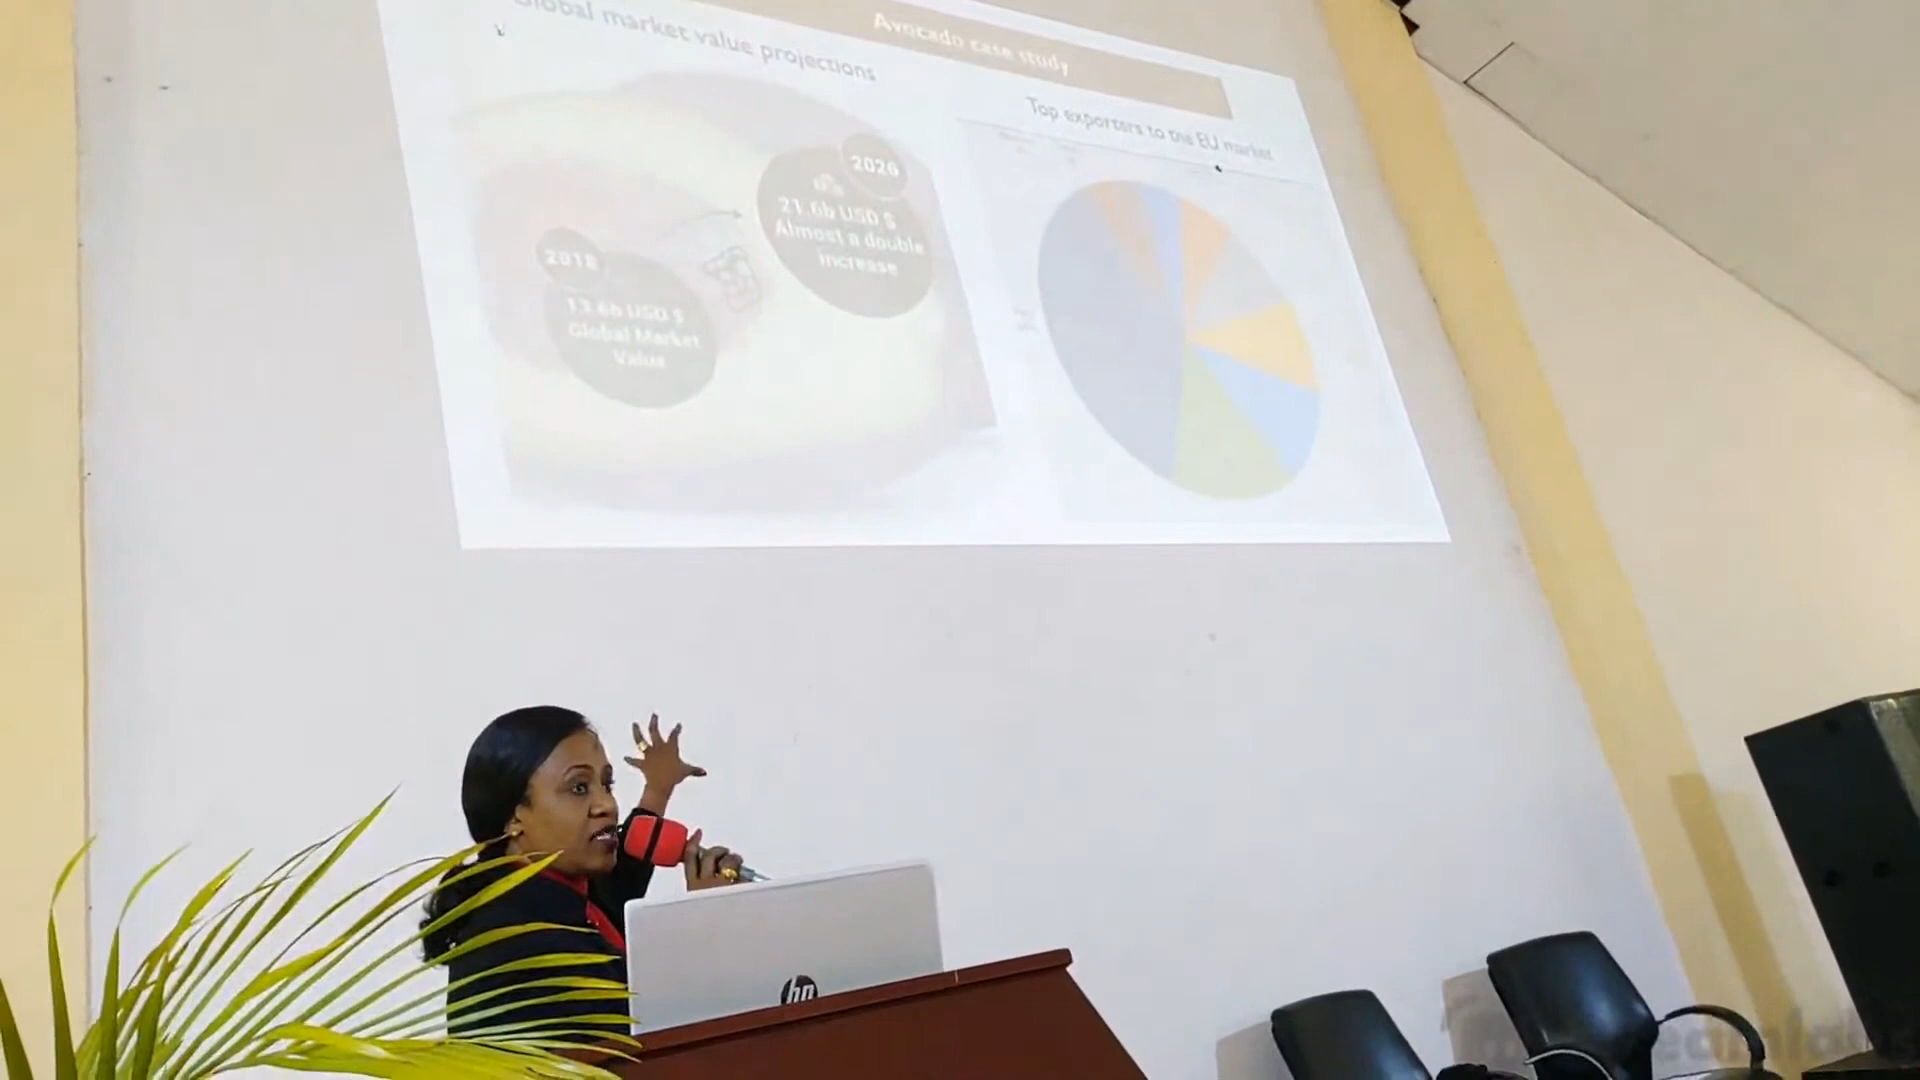 Avocado case study
Global market value projections
Top exporters to the EU market
2026
21.6b USD $
Almost a double
increase
2018
13.6b USD $
Global Market
Value
hp